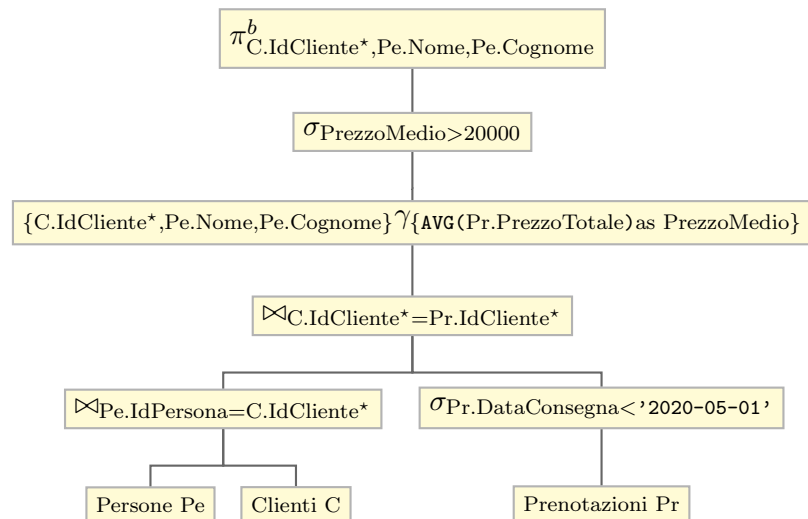 π^b C.IdCliente⋆,Pe.Nome,Pe.Cognome
σ PrezzoMedio>20000
{C.IdCliente⋆,Pe.Nome,Pe.Cognome} γ {AVG(Pr.PrezzoTotale)as PrezzoMedio}
⋈ C.IdCliente⋆=Pr.IdCliente⋆
⋈ Pe.IdPersona=C.IdCliente⋆
σ Pr.DataConsegna<'2020-05-01'
Persone Pe
Clienti C
Prenotazioni Pr